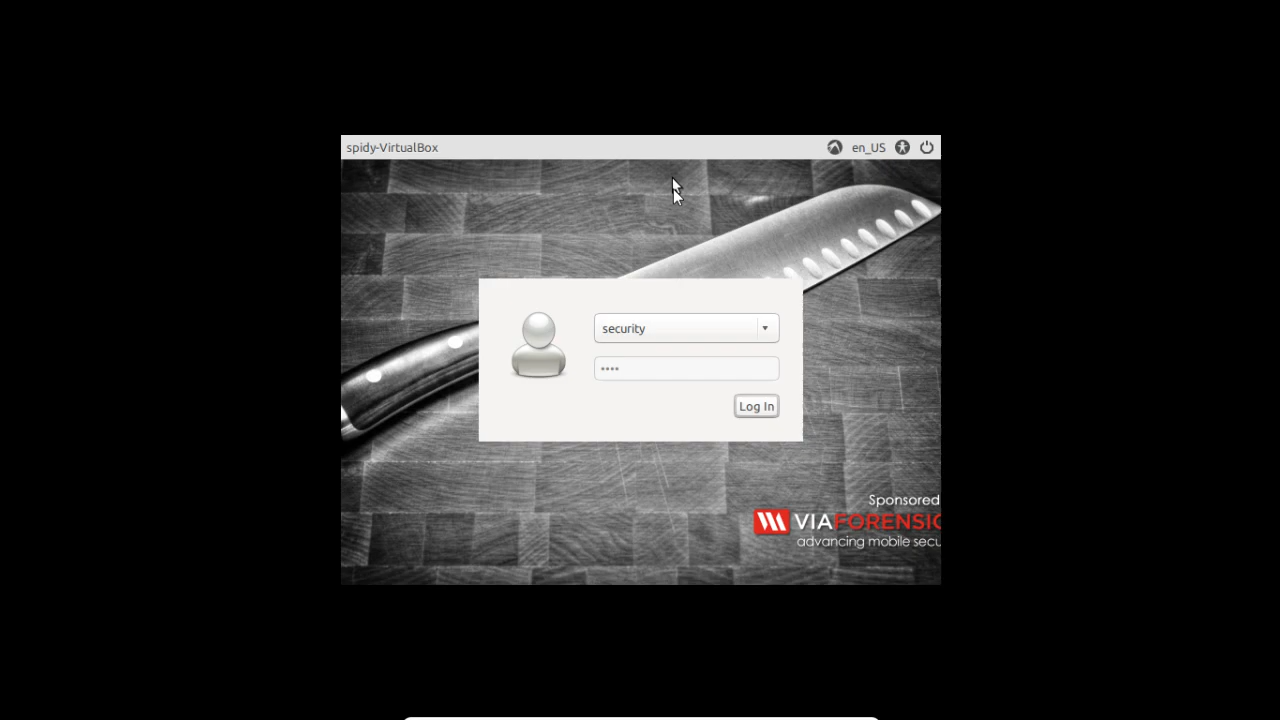 spidy-VirtualBox
en_US
security
••••
Log In
Sponsored
VIAFORENSIC
advancing mobile secu